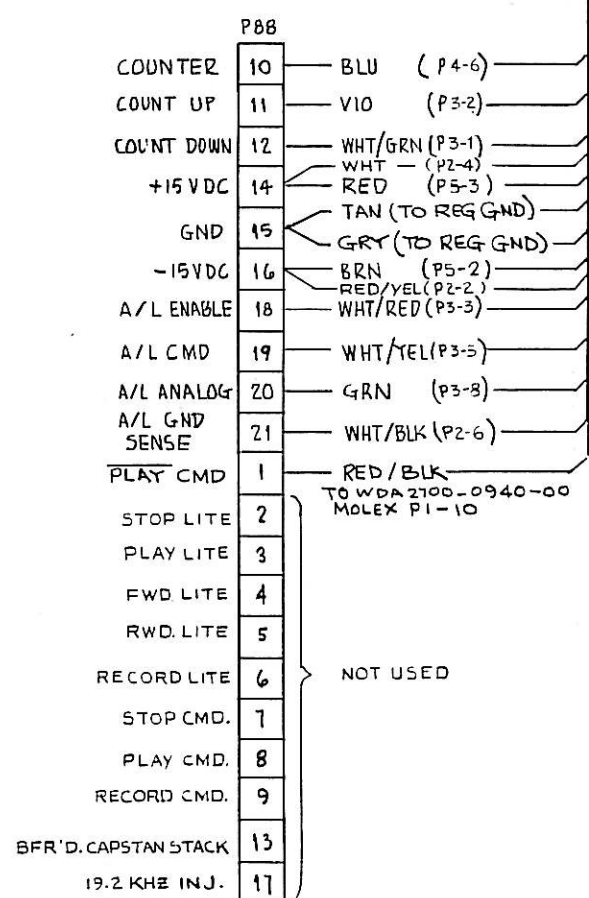 P88
COUNTER 10 BLU (P4-6)
COUNT UP 11 VIO (P3-2)
COUNT DOWN 12 WHT/GRN (P3-1)
WHT — (P2-4)
+15 VDC 14 RED (P5-3)
TAN (TO REG GND)
GND 15
GRY (TO REG GND)
-15VDC 16 BRN (P5-2)
RED/YEL (P2-2)
A/L ENABLE 18 WHT/RED (P3-3)
A/L CMD 19 WHT/YEL (P3-5)
A/L ANALOG 20 GRN (P3-8)
A/L GND
SENSE 21 WHT/BLK (P2-6)
PLAY CMD 1 RED/BLK
TO WDA 2700-0940-00
MOLEX P1-10
STOP LITE 2
PLAY LITE 3
FWD. LITE 4
RWD. LITE 5
RECORD LITE 6 NOT USED
STOP CMD. 7
PLAY CMD. 8
RECORD CMD. 9
BFR'D. CAPSTAN STACK 13
19.2 KHZ INJ. 17